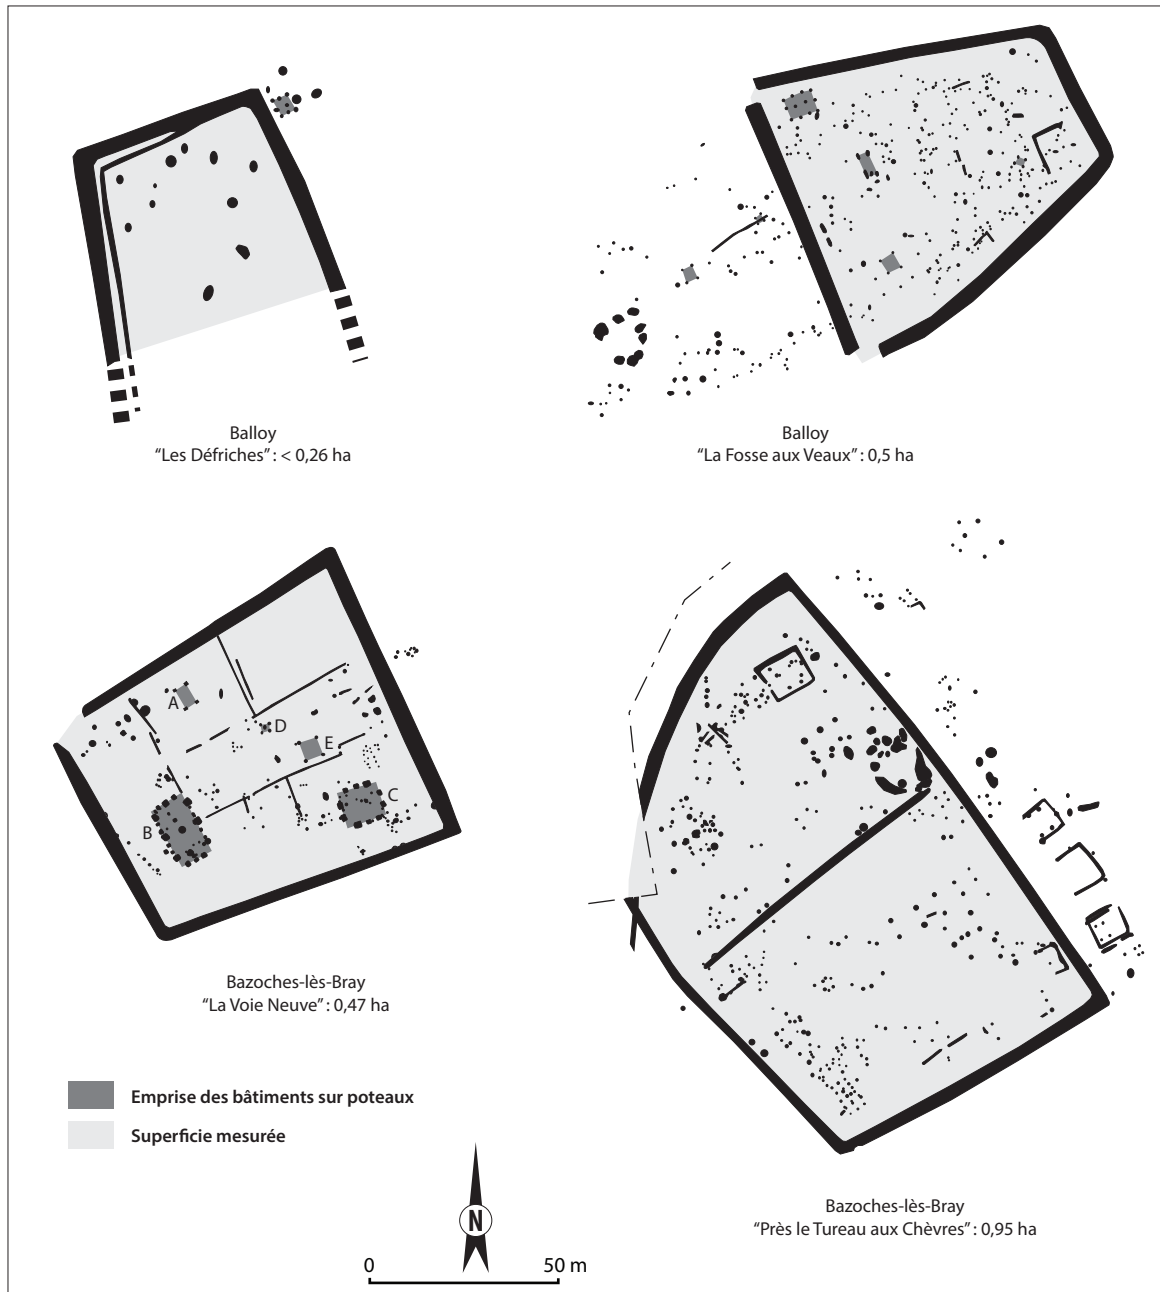 Balloy
“Les Défriches” : < 0,26 ha
Balloy
“La Fosse aux Veaux” : 0,5 ha
A
D
E
C
B
Bazoches-lès-Bray
“La Voie Neuve” : 0,47 ha
Emprise des bâtiments sur poteaux
Superficie mesurée
Bazoches-lès-Bray
“Près le Tureau aux Chèvres” : 0,95 ha
N
0 50 m